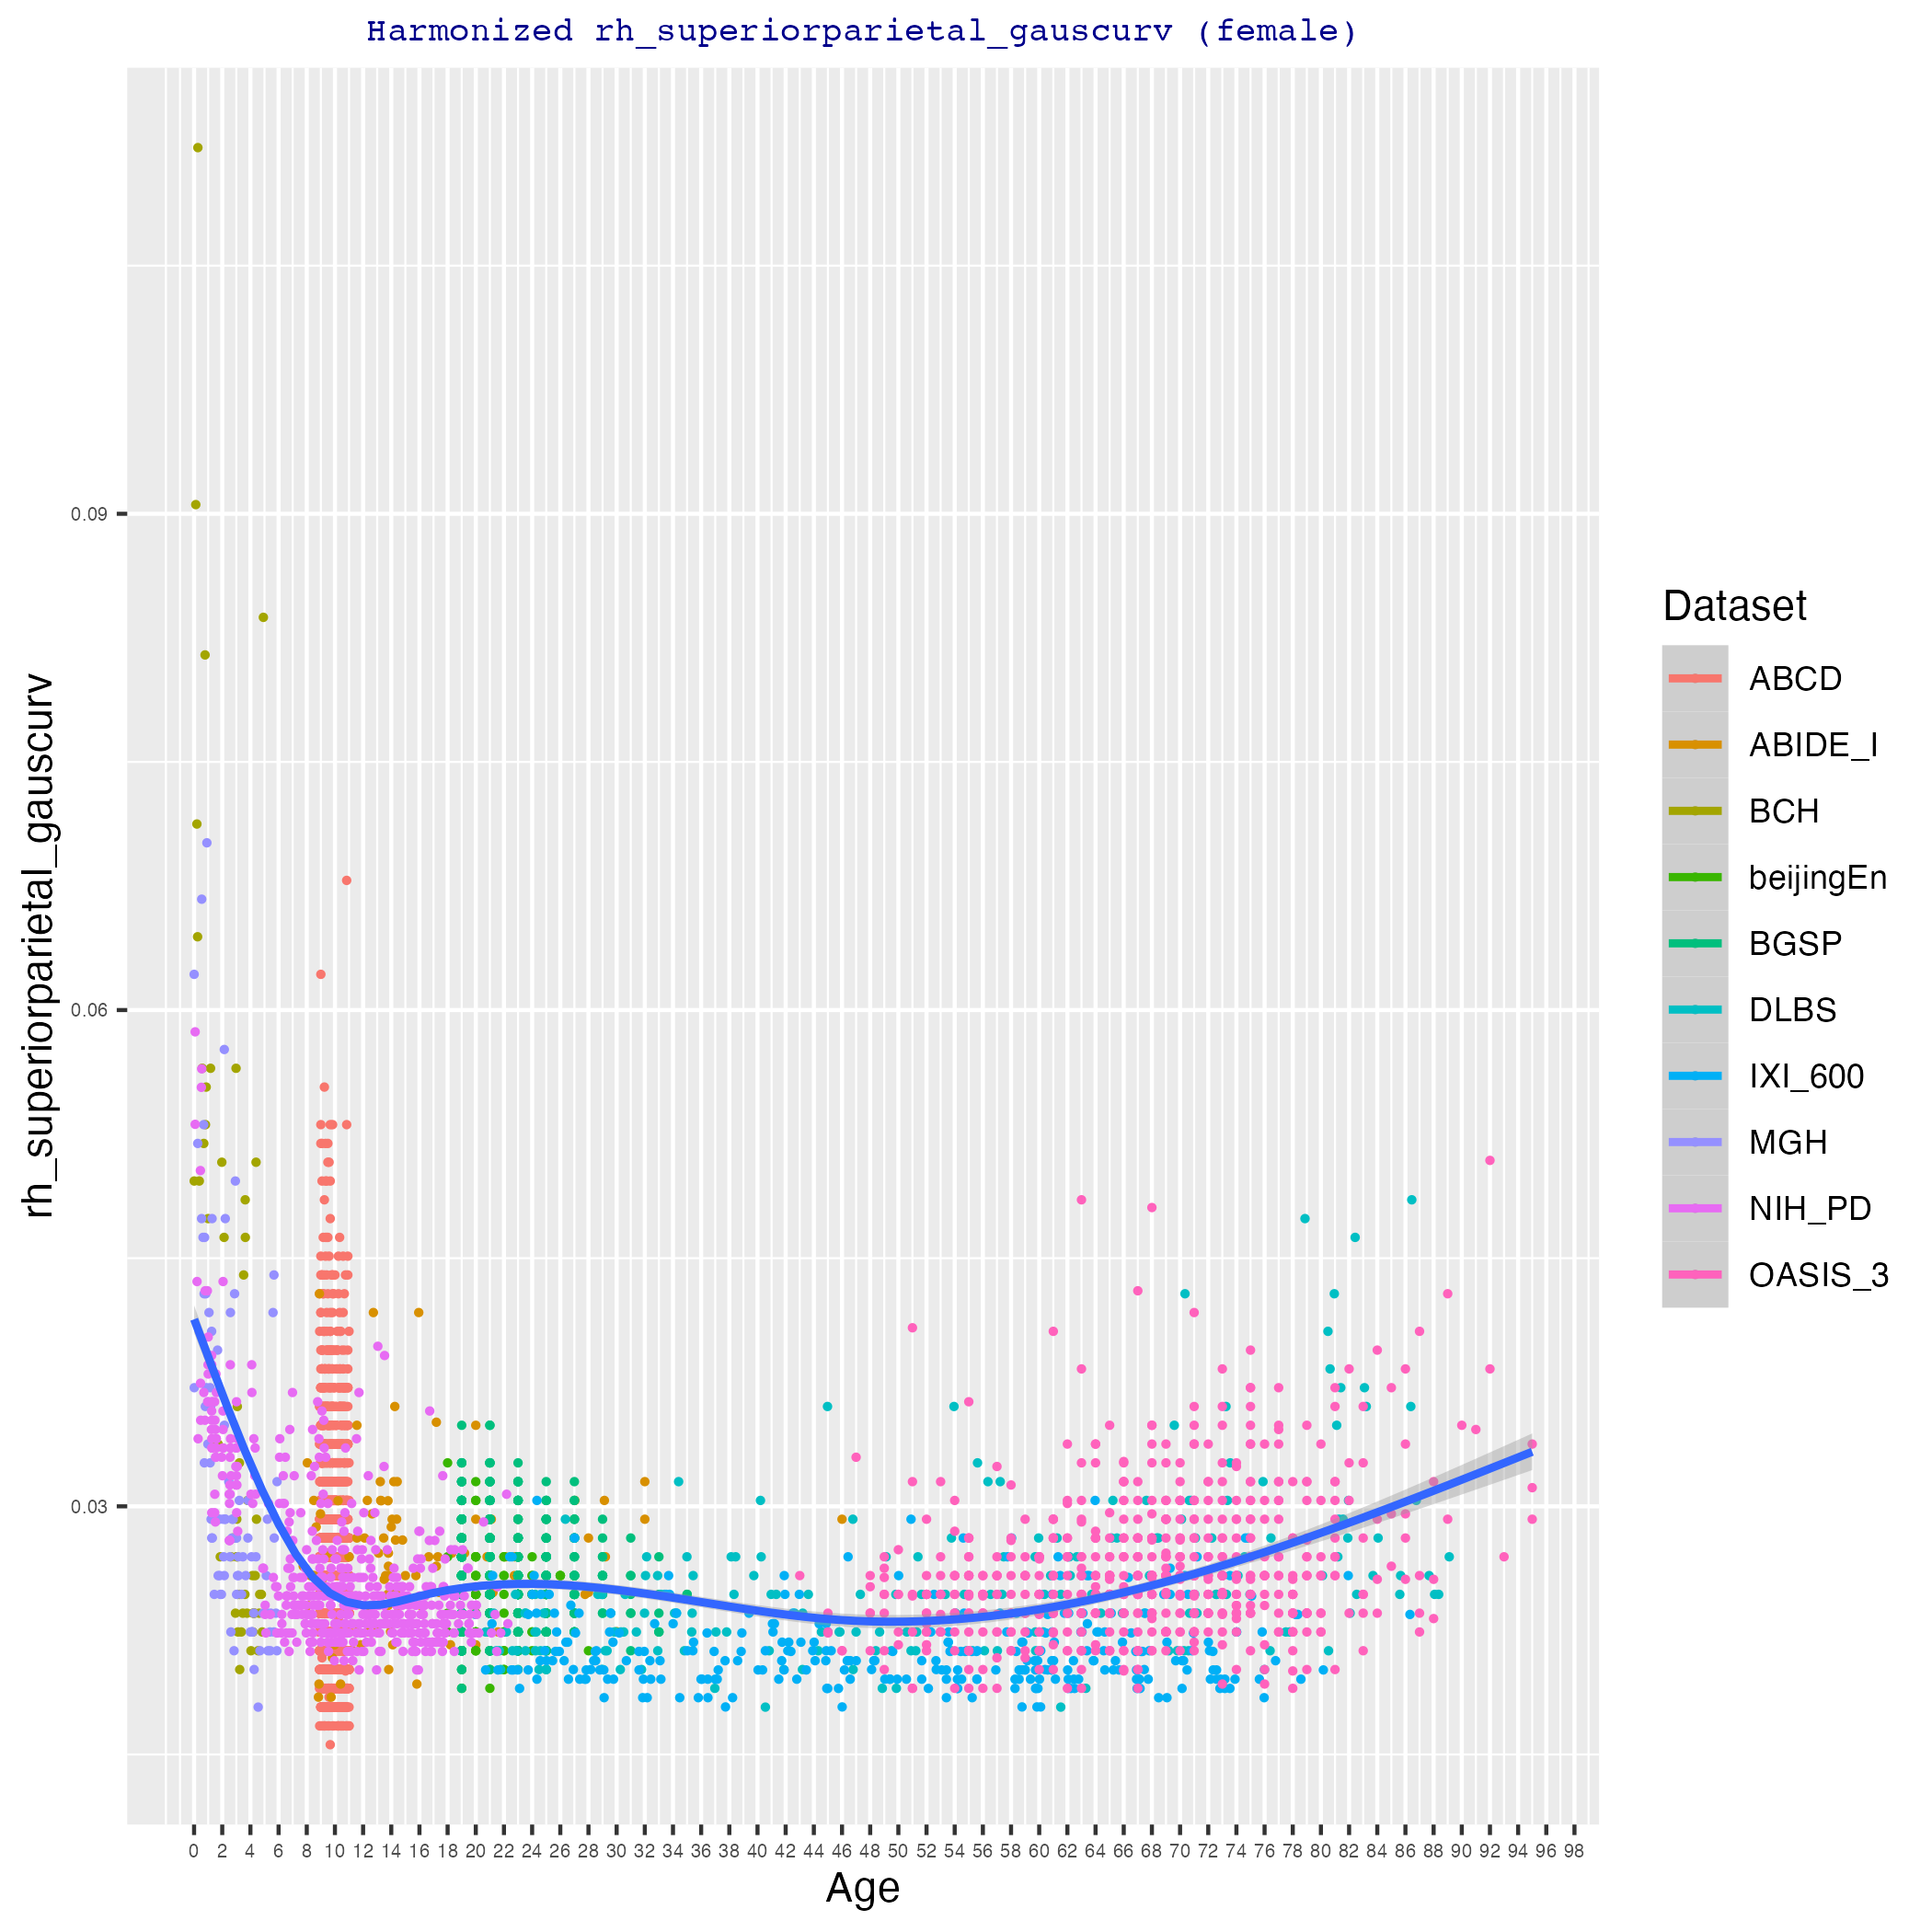 Harmonized rh_superiorparietal_gauscurv (female)
rh_superiorparietal_gauscurv
0.09
0.06
0.03
0 2 4 6 8 10 12 14 16 18 20 22 24 26 28 30 32 34 36 38 40 42 44 46 48 50 52 54 56 58 60 62 64 66 68 70 72 74 76 78 80 82 84 86 88 90 92 94 96 98
Age
Dataset
ABCD
ABIDE_I
BCH
beijingEn
BGSP
DLBS
IXI_600
MGH
NIH_PD
OASIS_3